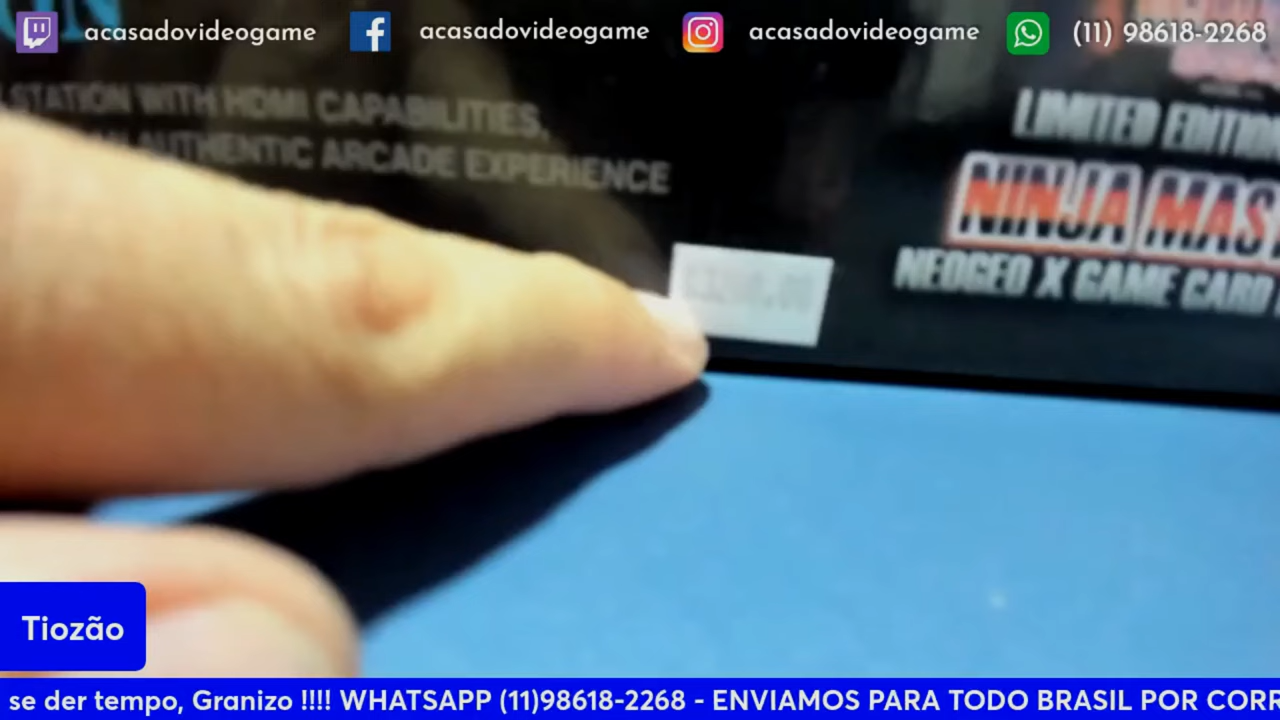 acasadovideogame
acasadovideogame
acasadovideogame
(11) 98618-2268
STATION WITH HDMI CAPABILITIES,
AUTHENTIC ARCADE EXPERIENCE
LIMITED EDITION
NINJA MAS
NEOGEO X GAME CARD
Tiozão
se der tempo, Granizo !!!! WHATSAPP (11)98618-2268 - ENVIAMOS PARA TODO BRASIL POR CORR